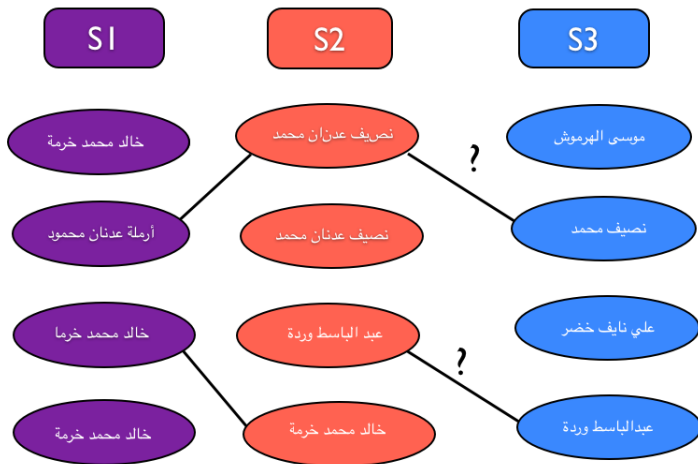 S1
S2
S3
خالد محمد خرمة
نصيف عدنان محمد
موسى الهرموش
?
أرملة عدنان محمود
نصيف عدنان محمد
نصيف محمد
خالد محمد خرما
عبد الباسط وردة
علي نايف خضر
?
خالد محمد خرمة
خالد محمد خرمة
عبدالباسط وردة